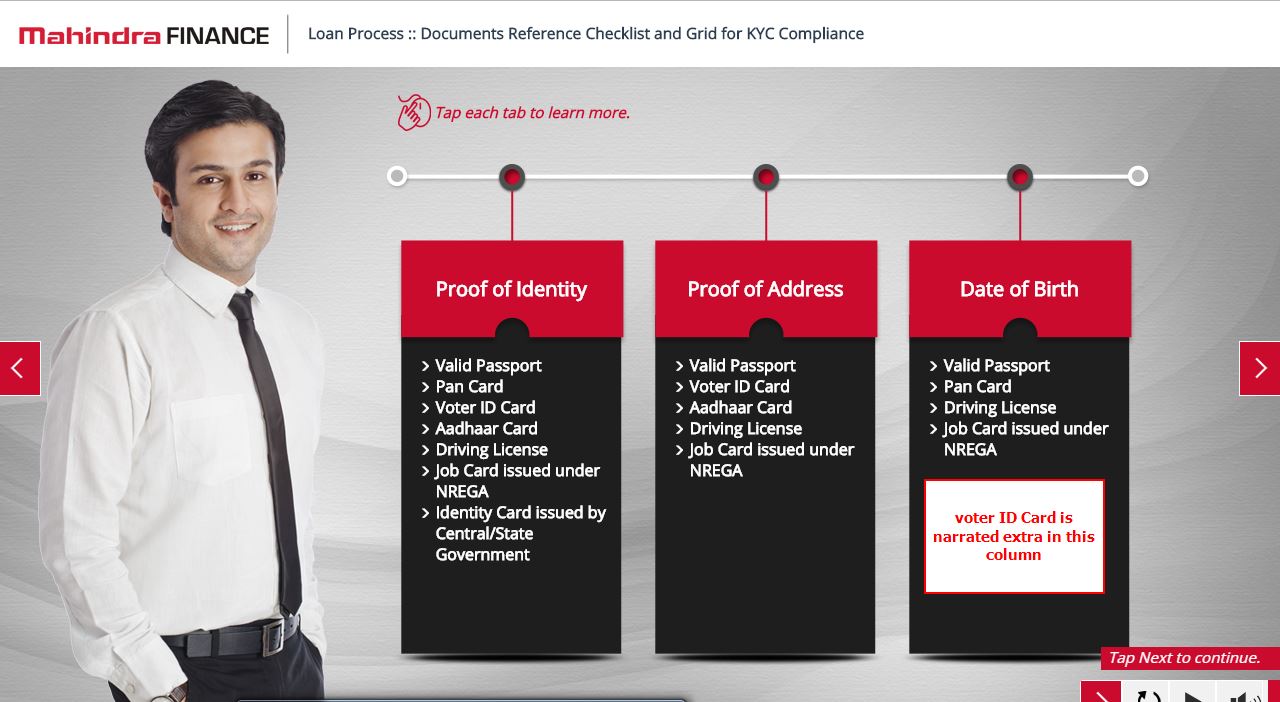 Mahindra FINANCE
Loan Process :: Documents Reference Checklist and Grid for KYC Compliance
Tap each tab to learn more.
Proof of Identity
Valid Passport
Pan Card
Voter ID Card
Aadhaar Card
Driving License
Job Card issued under
NREGA
Identity Card issued by
Central/State
Government
Proof of Address
Valid Passport
Voter ID Card
Aadhaar Card
Driving License
Job Card issued under
NREGA
Date of Birth
Valid Passport
Pan Card
Driving License
Job Card issued under
NREGA
voter ID Card is
narrated extra in this
column
Tap Next to continue.